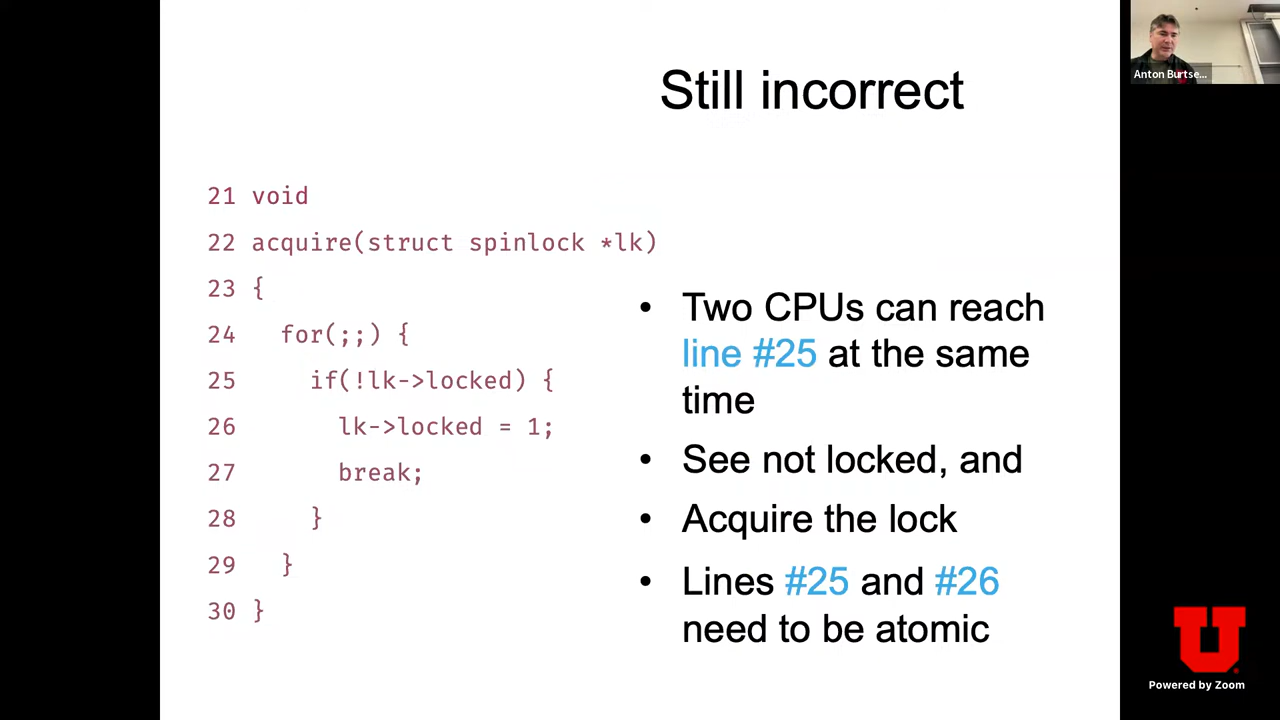 Still incorrect
21 void
22 acquire(struct spinlock *lk)
23 {
24   for(;;) {
25     if(!lk->locked) {
26       lk->locked = 1;
27       break;
28     }
29   }
30 }
• Two CPUs can reach
line #25 at the same
time
• See not locked, and
• Acquire the lock
• Lines #25 and #26
need to be atomic
Anton Burtse...
U
Powered by Zoom